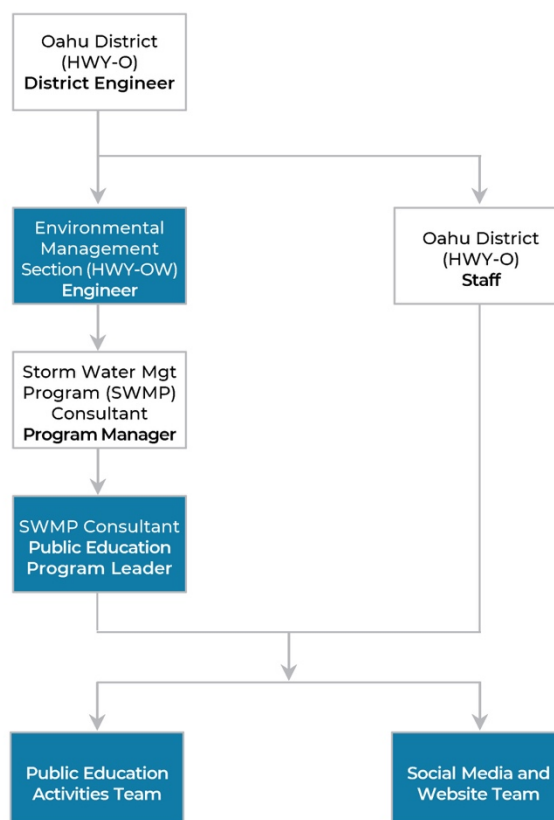 Oahu District
(HWY-O)
District Engineer
Environmental
Management
Section (HWY-OW)
Engineer
Oahu District
(HWY-O)
Staff
Storm Water Mgt
Program (SWMP)
Consultant
Program Manager
SWMP Consultant
Public Education
Program Leader
Public Education
Activities Team
Social Media and
Website Team